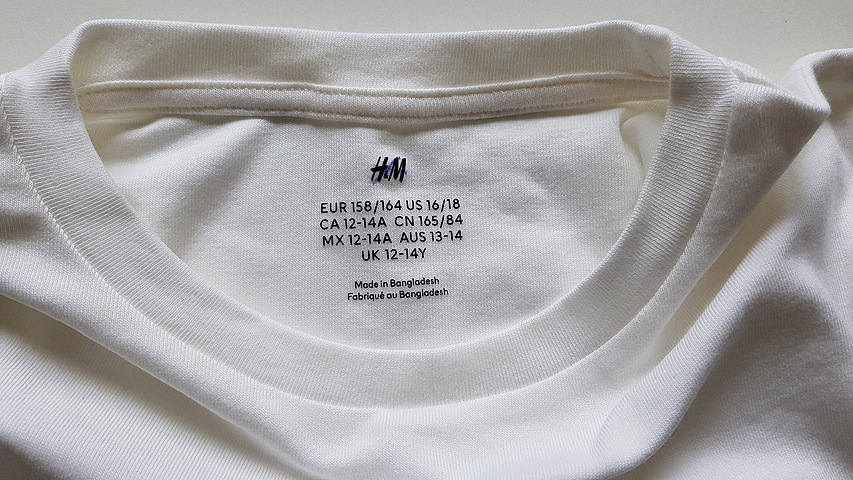 H&M
EUR 158/164 US 16/18
CA 12-14A CN 165/84
MX 12-14A AUS 13-14
UK 12-14Y
Made in Bangladesh
Fabriqué au Bangladesh